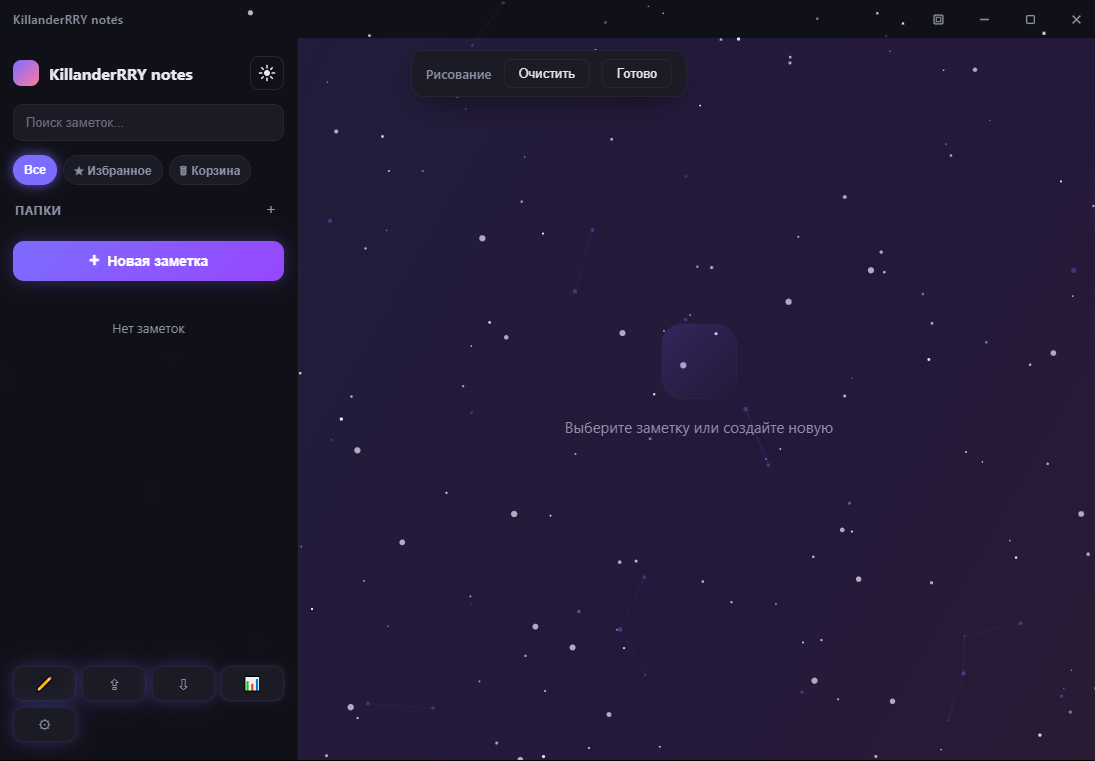 KillanderRRY notes
KillanderRRY notes
Рисование Очистить Готово
Поиск заметок...
Все ★ Избранное Корзина
ПАПКИ +
+ Новая заметка
Нет заметок
Выберите заметку или создайте новую